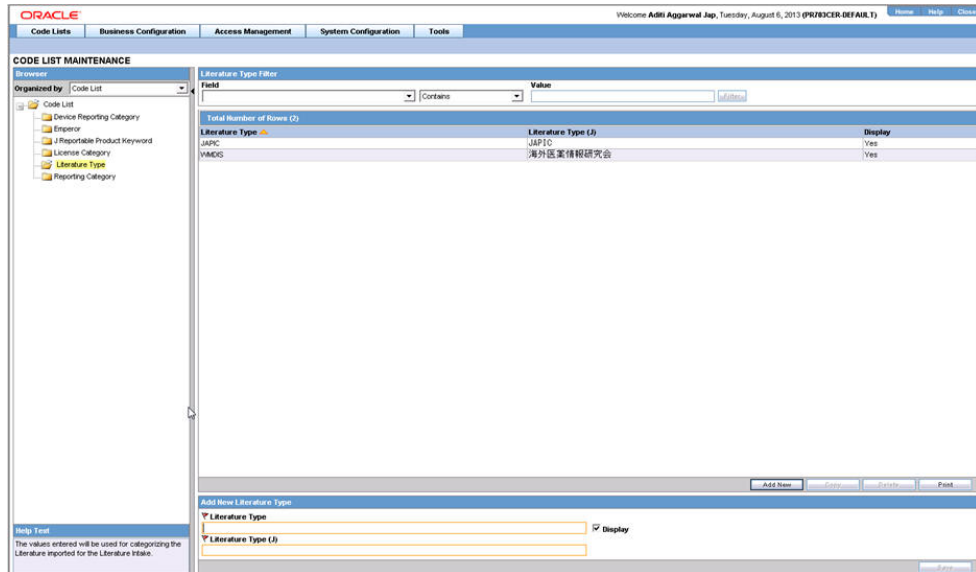 ORACLE
Welcome Aditi Aggarwal Jap, Tuesday, August 6, 2013 (PR703CER-DEFAULT)
Home Help Close
Code Lists Business Configuration Access Management System Configuration Tools
CODE LIST MAINTENANCE
Browser
Organized by Code List
Code List
Device Reporting Category
Emperor
J Reportable Product Keyword
License Category
Literature Type
Reporting Category
Literature Type Filter
Field Value
Contains
Total Number of Rows (2)
Literature Type Literature Type (J) Display
JAPIC JAPIC Yes
WMDIS 海外医薬情報研究会 Yes
Add New Copy Delete Print
Add New Literature Type
Literature Type
Display
Literature Type (J)
Save
Help Text
The values entered will be used for categorizing the
Literature imported for the Literature Intake.